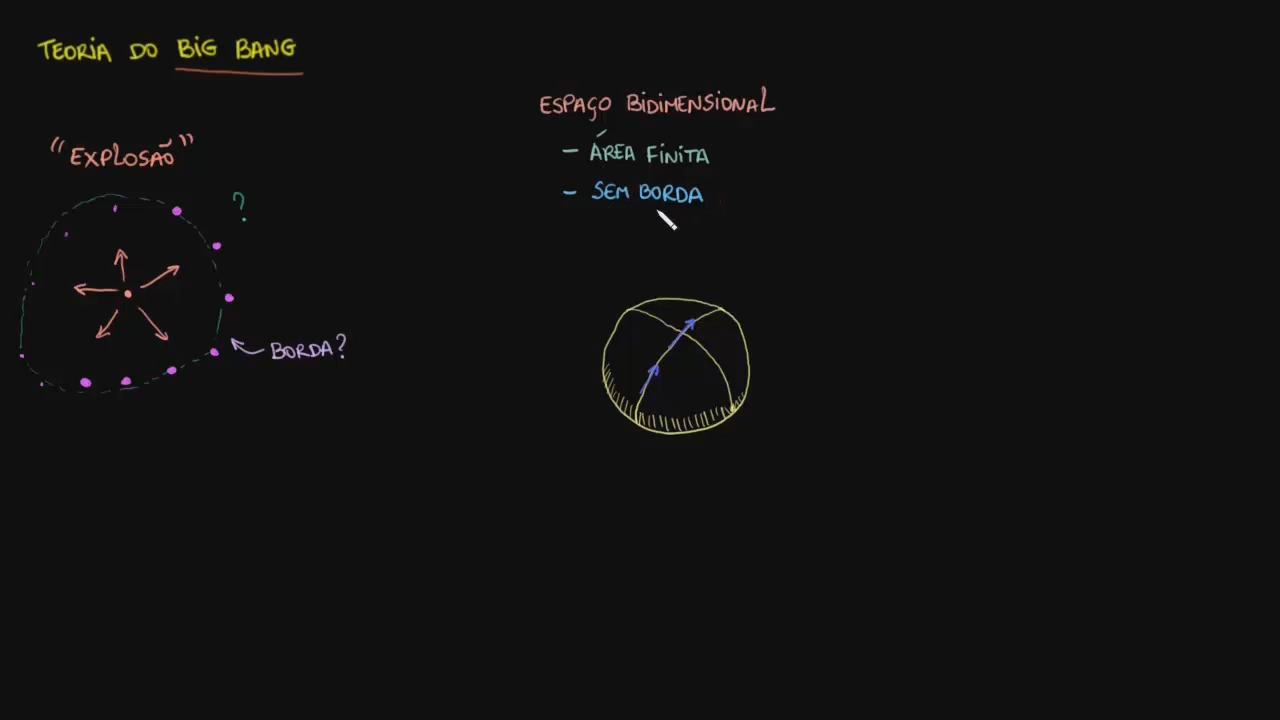 TEORIA DO BIG BANG
"EXPLOSÃO"
?
BORDA?
ESPAÇO BIDIMENSIONAL
- ÁREA FINITA
- SEM BORDA